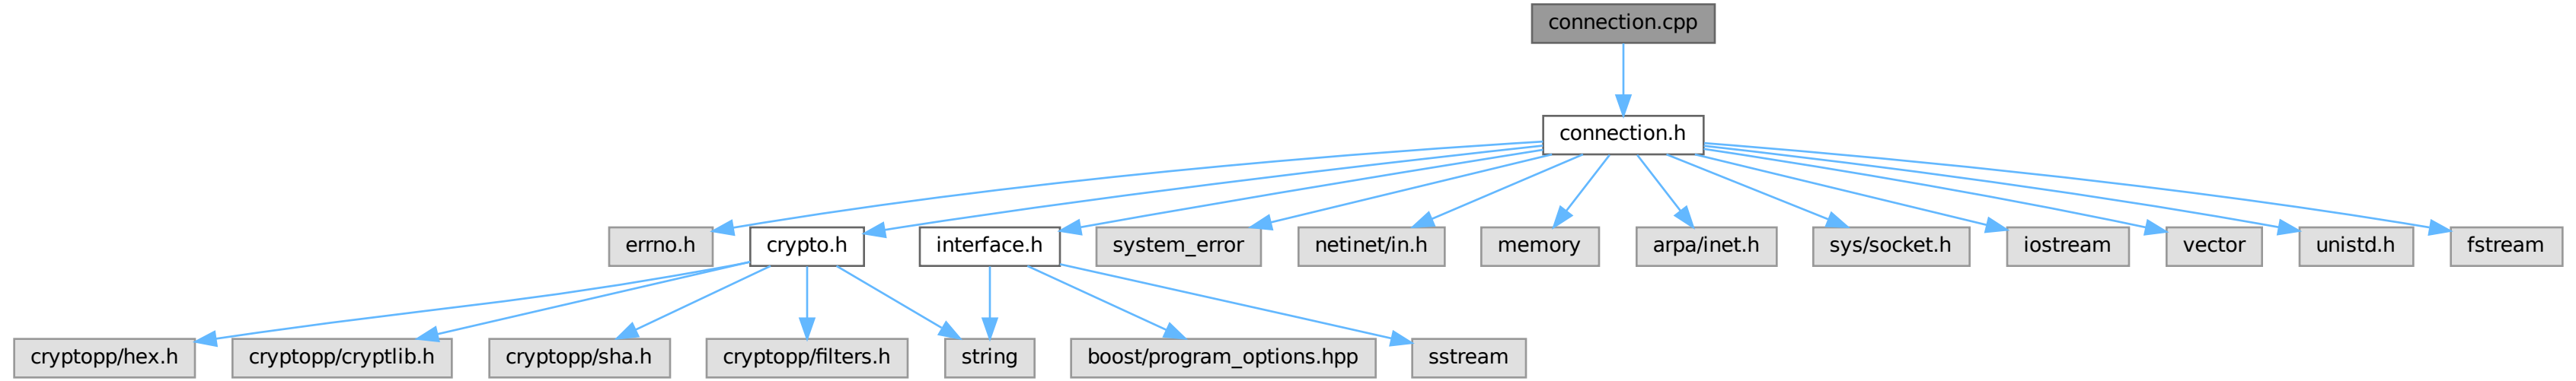 connection.cpp
connection.h
errno.h
crypto.h
interface.h
system_error
netinet/in.h
memory
arpa/inet.h
sys/socket.h
iostream
vector
unistd.h
fstream
cryptopp/hex.h
cryptopp/cryptlib.h
cryptopp/sha.h
cryptopp/filters.h
string
boost/program_options.hpp
sstream